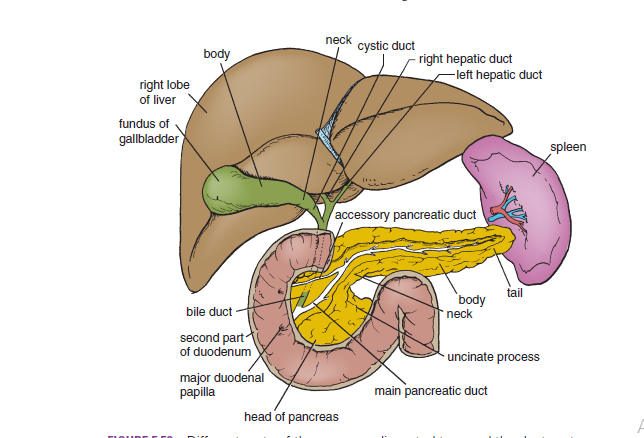 neck
cystic duct
body
right hepatic duct
left hepatic duct
right lobe
of liver
fundus of
gallbladder
spleen
accessory pancreatic duct
tail
body
neck
bile duct
second part
of duodenum
uncinate process
major duodenal
papilla
main pancreatic duct
head of pancreas